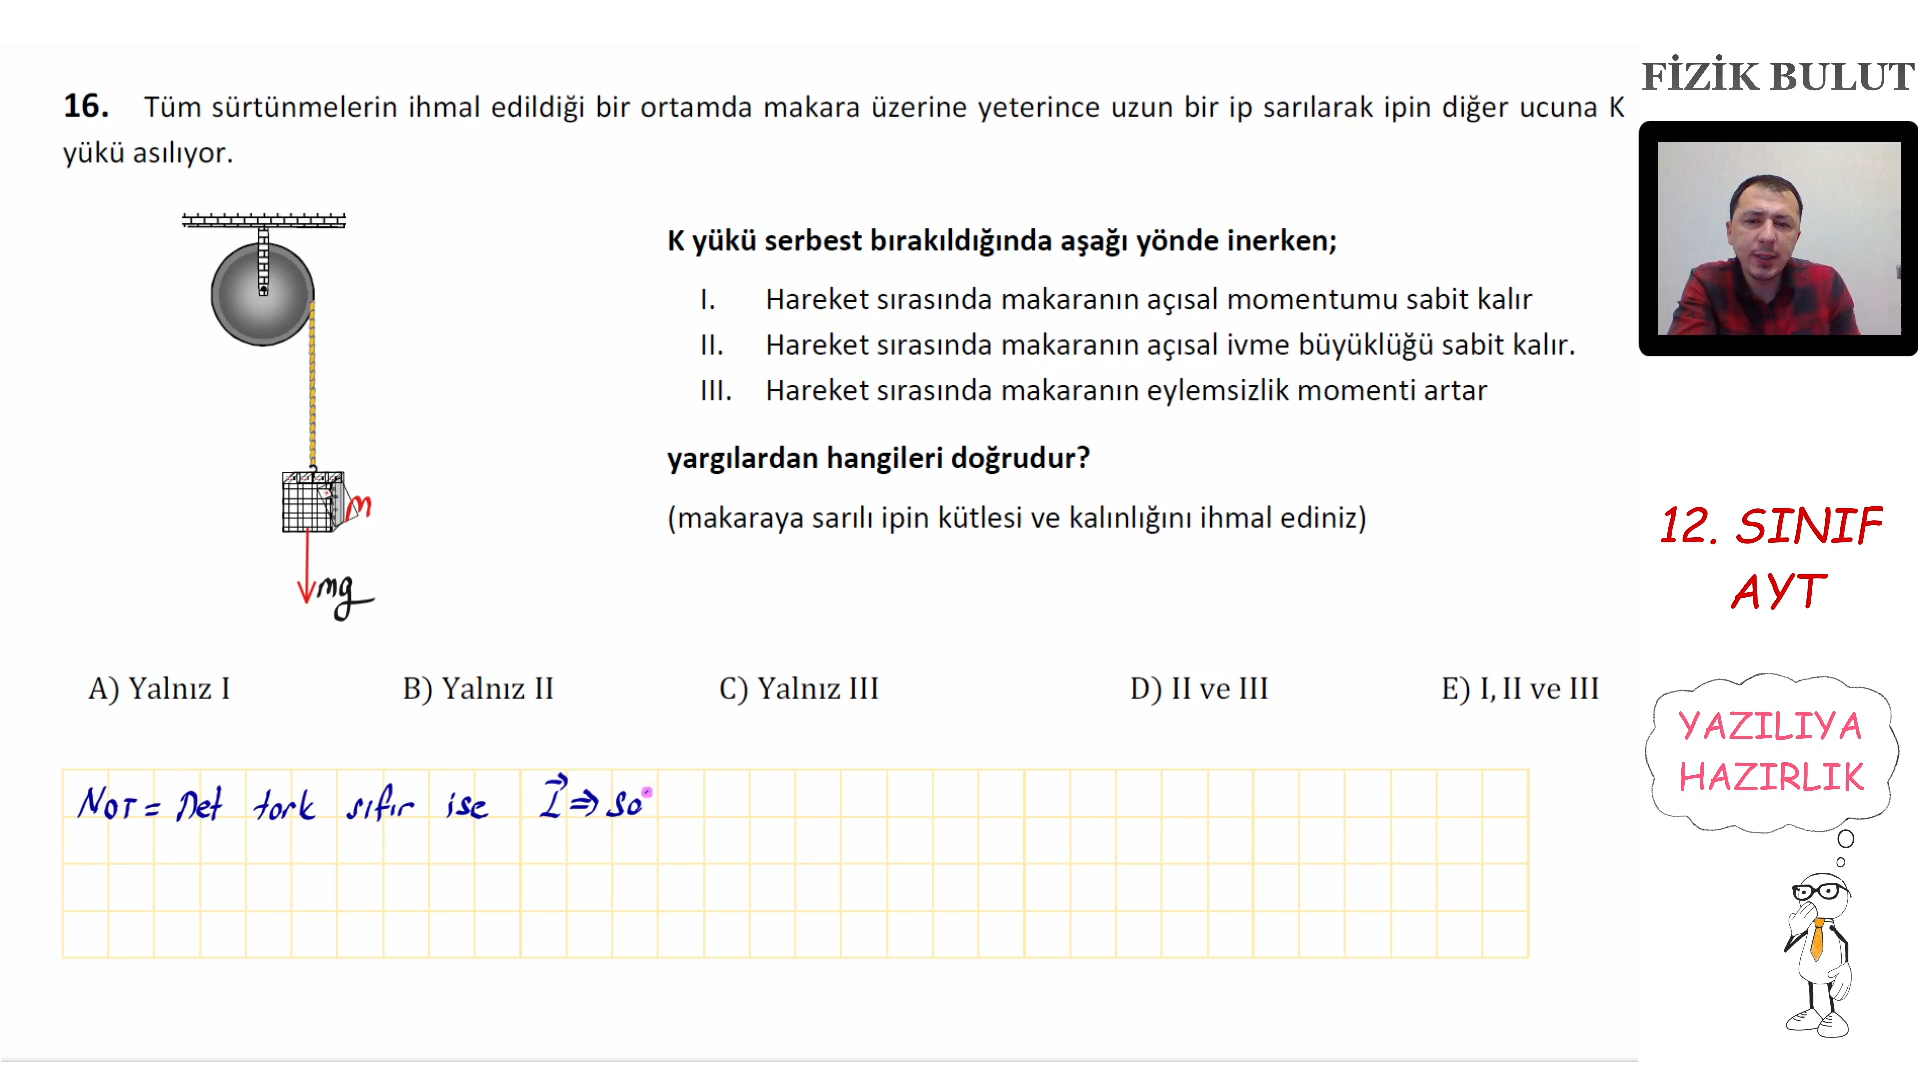 FİZİK BULUT
16. Tüm sürtünmelerin ihmal edildiği bir ortamda makara üzerine yeterince uzun bir ip sarılarak ipin diğer ucuna K
yükü asılıyor.
K yükü serbest bırakıldığında aşağı yönde inerken;
I. Hareket sırasında makaranın açısal momentumu sabit kalır
II. Hareket sırasında makaranın açısal ivme büyüklüğü sabit kalır.
III. Hareket sırasında makaranın eylemsizlik momenti artar
yargılardan hangileri doğrudur?
(makaraya sarılı ipin kütlesi ve kalınlığını ihmal ediniz)
m
mg
A) Yalnız I B) Yalnız II C) Yalnız III D) II ve III E) I, II ve III
NOT = Net tork sıfır ise L⃗ ⇒ sa
12. SINIF
AYT
YAZILIYA
HAZIRLIK